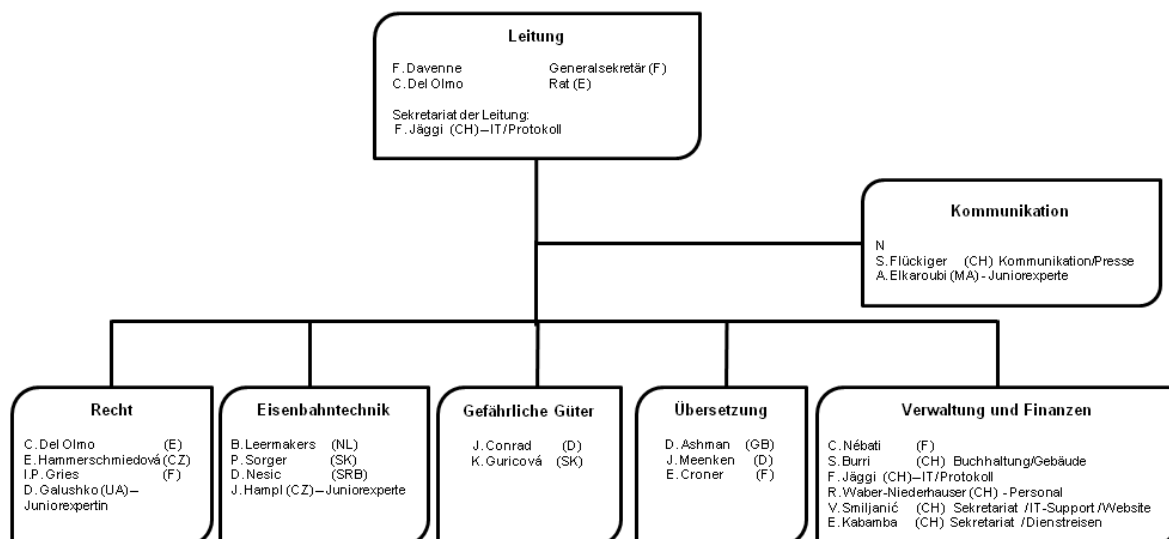 Leitung
F.Davenne Generalsekretär (F)
C.Del Olmo Rat (E)
Sekretariat der Leitung:
F.Jäggi (CH)–IT/Protokoll
Kommunikation
N
S.Flückiger (CH) Kommunikation/Presse
A.Elkaroubi (MA) - Juniorexperte
Recht
C.Del Olmo (E)
E.Hammerschmiedová (CZ)
I.P. Gries (F)
D.Galushko (UA)–
Juniorexpertin
Eisenbahntechnik
B.Leermakers (NL)
P.Sorger (SK)
D.Nesic (SRB)
J.Hampl (CZ)–Juniorexperte
Gefährliche Güter
J.Conrad (D)
K.Guricová (SK)
Übersetzung
D.Ashman (GB)
J.Meenken (D)
E.Croner (F)
Verwaltung und Finanzen
C.Nébati (F)
S.Burri (CH) Buchhaltung/Gebäude
F.Jäggi (CH)–IT/Protokoll
R.Waber-Niederhauser (CH) - Personal
V.Smiljanić (CH) Sekretariat /IT-Support /Website
E.Kabamba (CH) Sekretariat /Dienstreisen